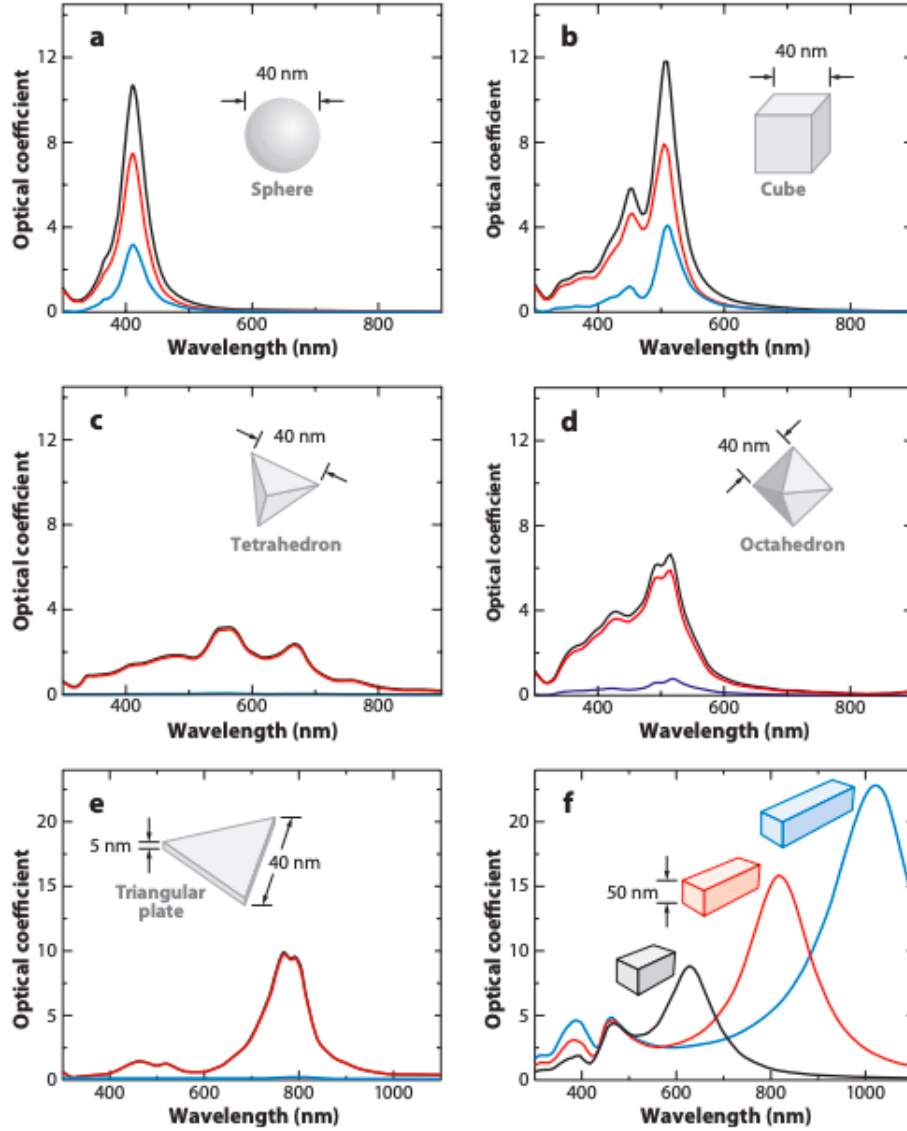 a
12
8
4
0
Optical coefficient
40 nm
Sphere
400
600
800
Wavelength (nm)
b
12
8
4
0
Optical coefficient
40 nm
Cube
400
600
800
Wavelength (nm)
c
12
8
4
0
Optical coefficient
40 nm
Tetrahedron
400
600
800
Wavelength (nm)
d
12
8
4
0
Optical coefficient
40 nm
Octahedron
400
600
800
Wavelength (nm)
e
20
15
10
5
0
Optical coefficient
5 nm
40 nm
Triangular
plate
400
600
800
1000
Wavelength (nm)
f
20
15
10
5
0
Optical coefficient
50 nm
400
600
800
1000
Wavelength (nm)